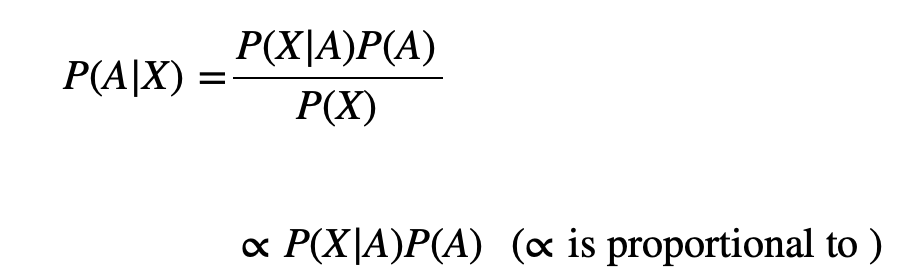 P(A|X) = P(X|A)P(A) / P(X)
∝ P(X|A)P(A) (∝ is proportional to )